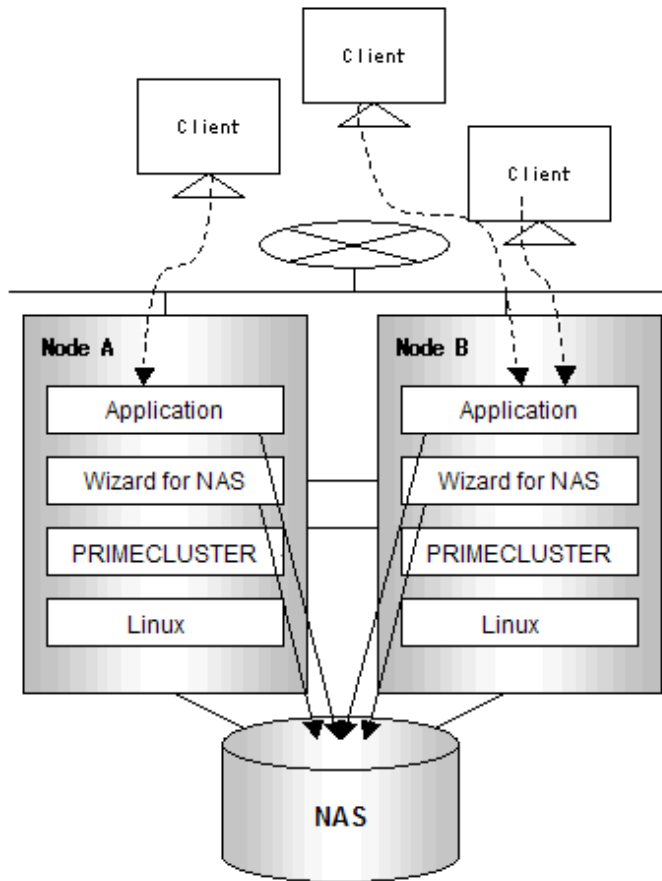 Client
Client
Client
Node A
Application
Wizard for NAS
PRIMECLUSTER
Linux
Node B
Application
Wizard for NAS
PRIMECLUSTER
Linux
NAS